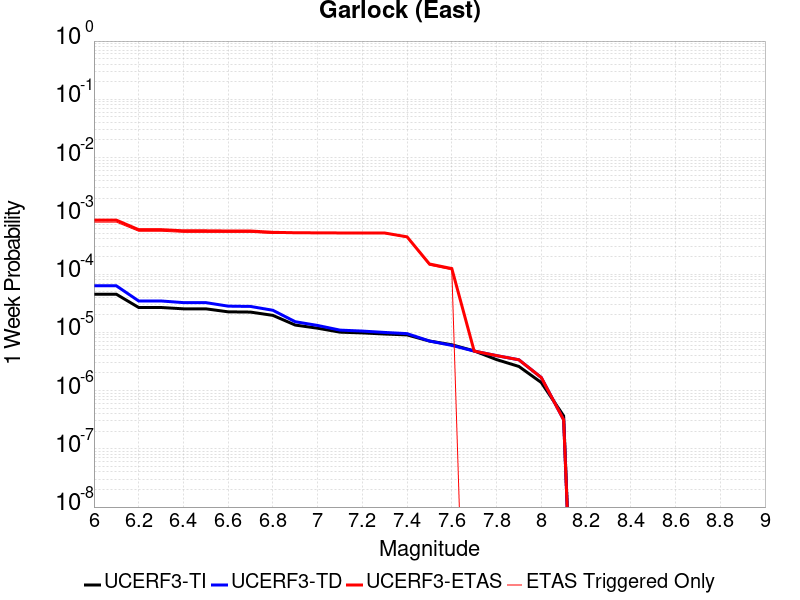 Garlock (East)
10^0
10^-1
10^-2
10^-3
10^-4
10^-5
10^-6
10^-7
10^-8
1 Week Probability
6 6.2 6.4 6.6 6.8 7 7.2 7.4 7.6 7.8 8 8.2 8.4 8.6 8.8 9
Magnitude
UCERF3-TI UCERF3-TD UCERF3-ETAS ETAS Triggered Only